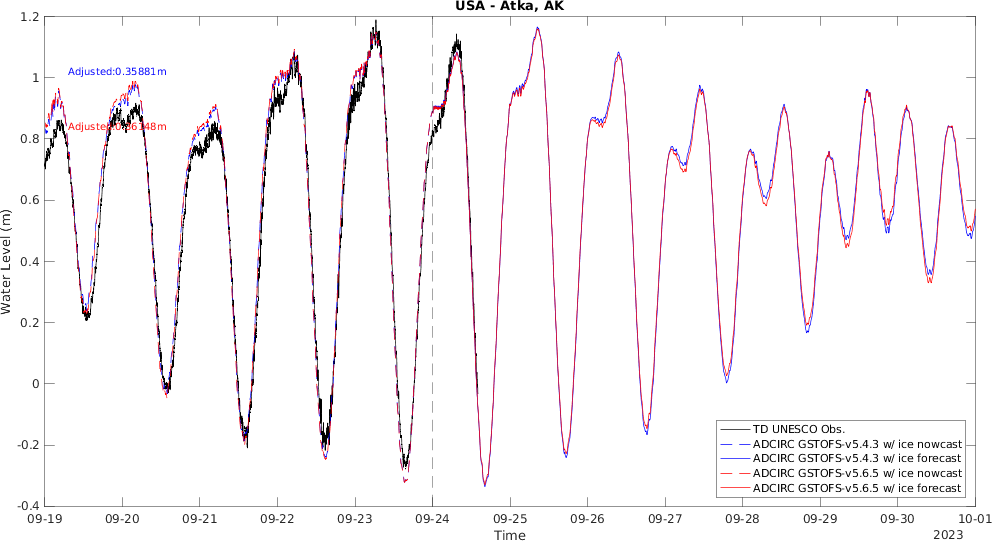 USA - Atka, AK
1.2
1
0.8
0.6
0.4
0.2
0
-0.2
-0.4
Water Level (m)
Adjusted:0.35881m
Adjusted:0.36148m
TD UNESCO Obs.
ADCIRC GSTOFS-v5.4.3 w/ ice nowcast
ADCIRC GSTOFS-v5.4.3 w/ ice forecast
ADCIRC GSTOFS-v5.6.5 w/ ice nowcast
ADCIRC GSTOFS-v5.6.5 w/ ice forecast
09-19 09-20 09-21 09-22 09-23 09-24 09-25 09-26 09-27 09-28 09-29 09-30 10-01
Time
2023